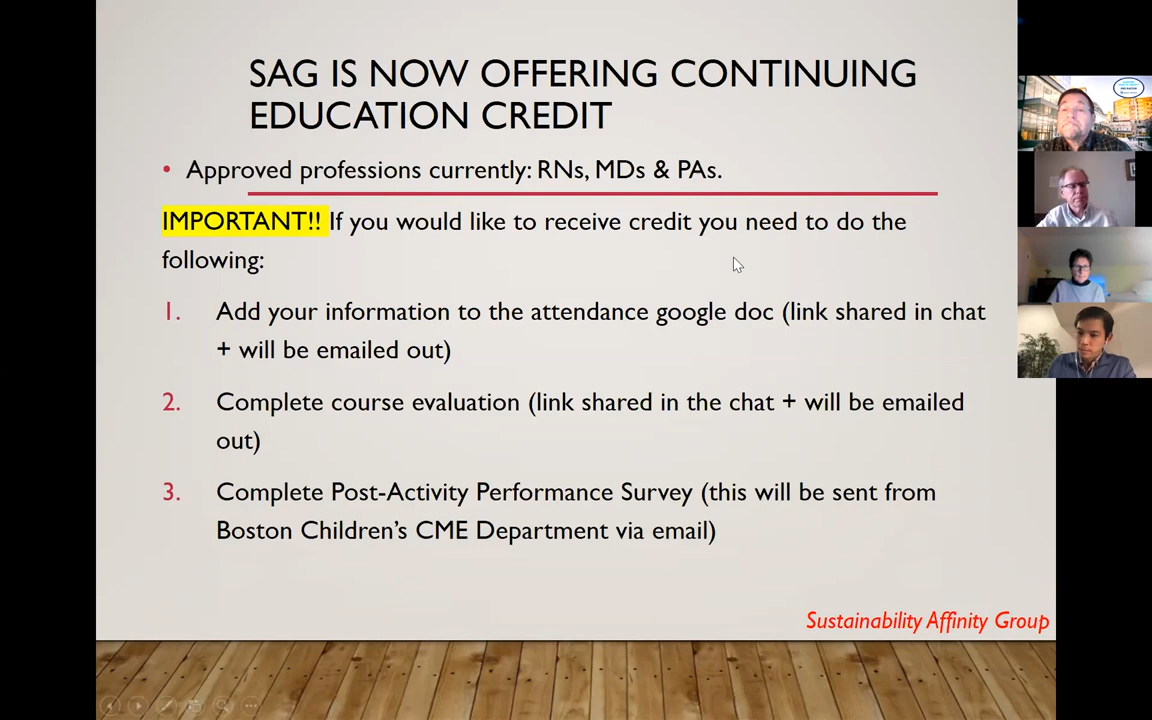 SAG IS NOW OFFERING CONTINUING
EDUCATION CREDIT
• Approved professions currently: RNs, MDs & PAs.
IMPORTANT!! If you would like to receive credit you need to do the
following:
1. Add your information to the attendance google doc (link shared in chat
+ will be emailed out)
2. Complete course evaluation (link shared in the chat + will be emailed
out)
3. Complete Post-Activity Performance Survey (this will be sent from
Boston Children’s CME Department via email)
Sustainability Affinity Group